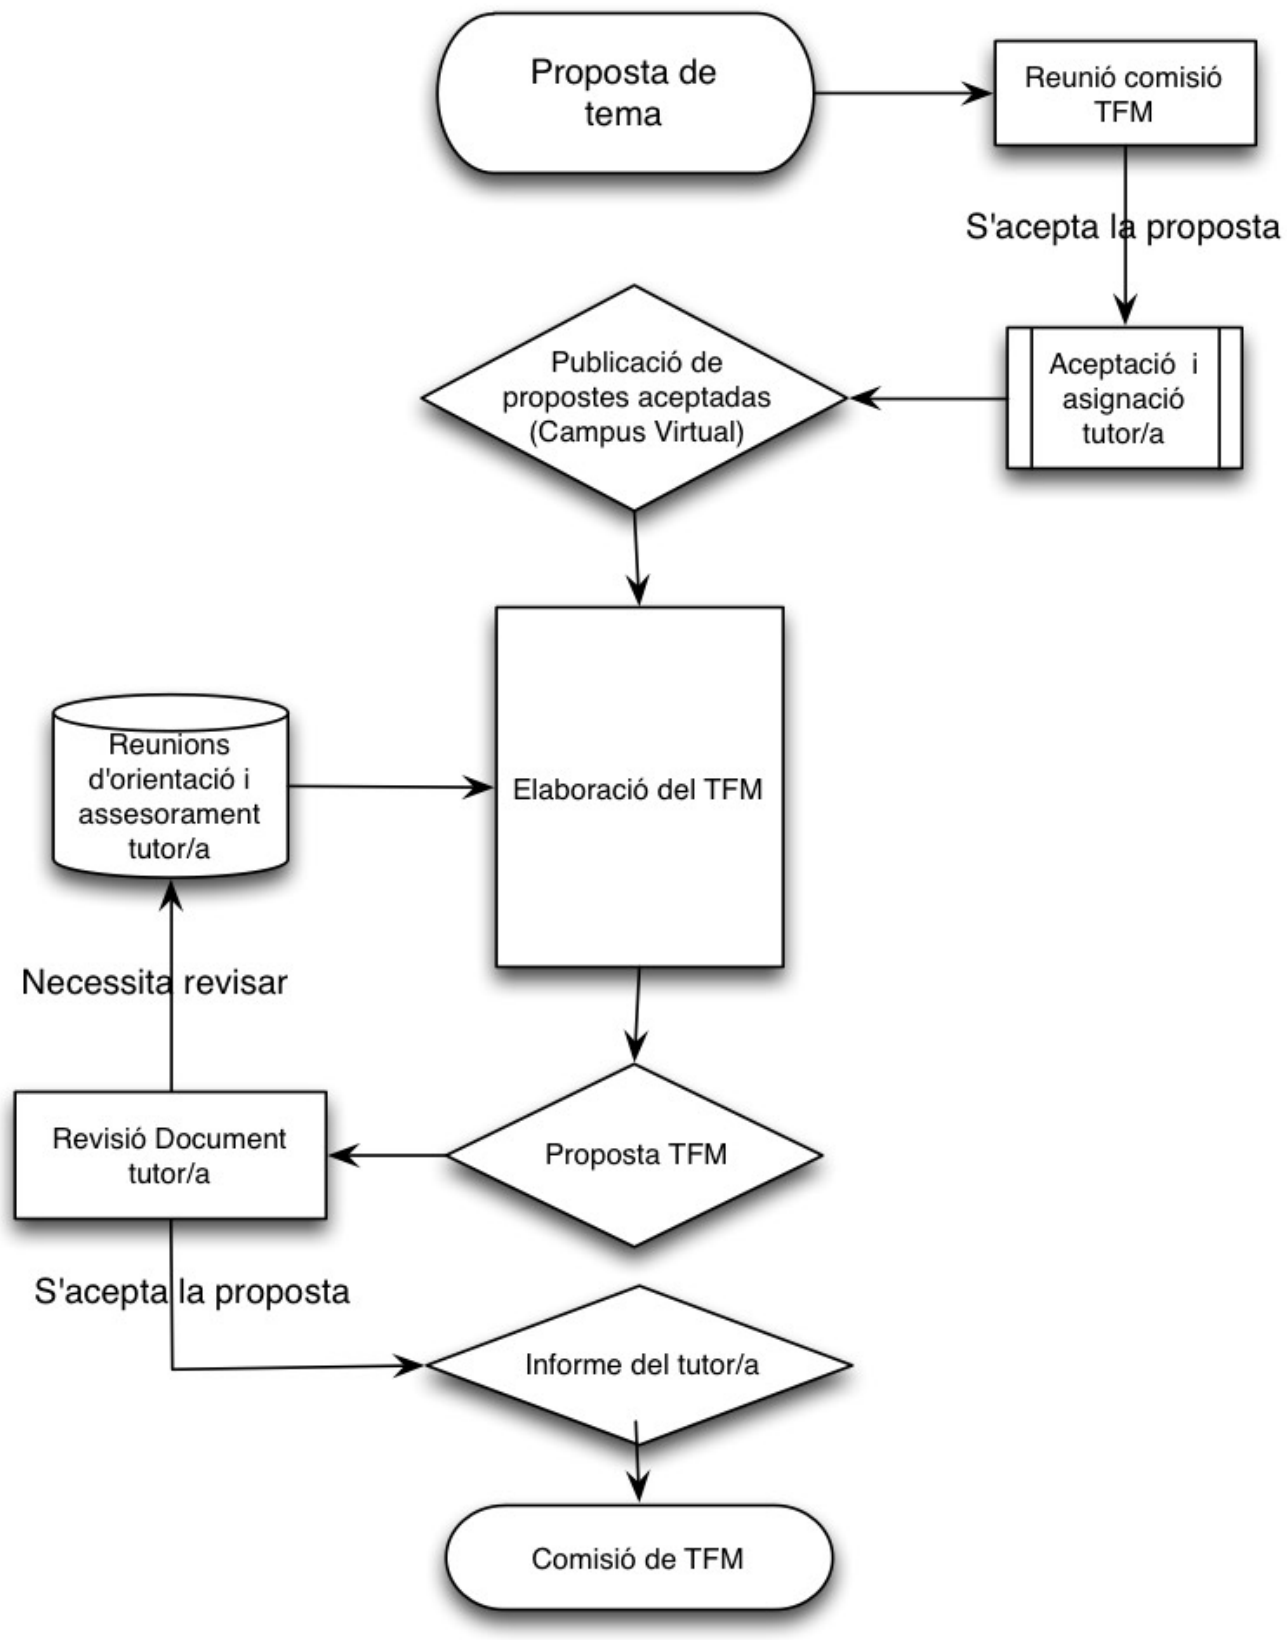 Proposta de
tema
Reunió comisió
TFM
S'acepta la proposta
Aceptació i
asignació
tutor/a
Publicació de
propostes aceptadas
(Campus Virtual)
Elaboració del TFM
Reunions
d'orientació i
assesorament
tutor/a
Necessita revisar
Proposta TFM
Revisió Document
tutor/a
S'acepta la proposta
Informe del tutor/a
Comisió de TFM